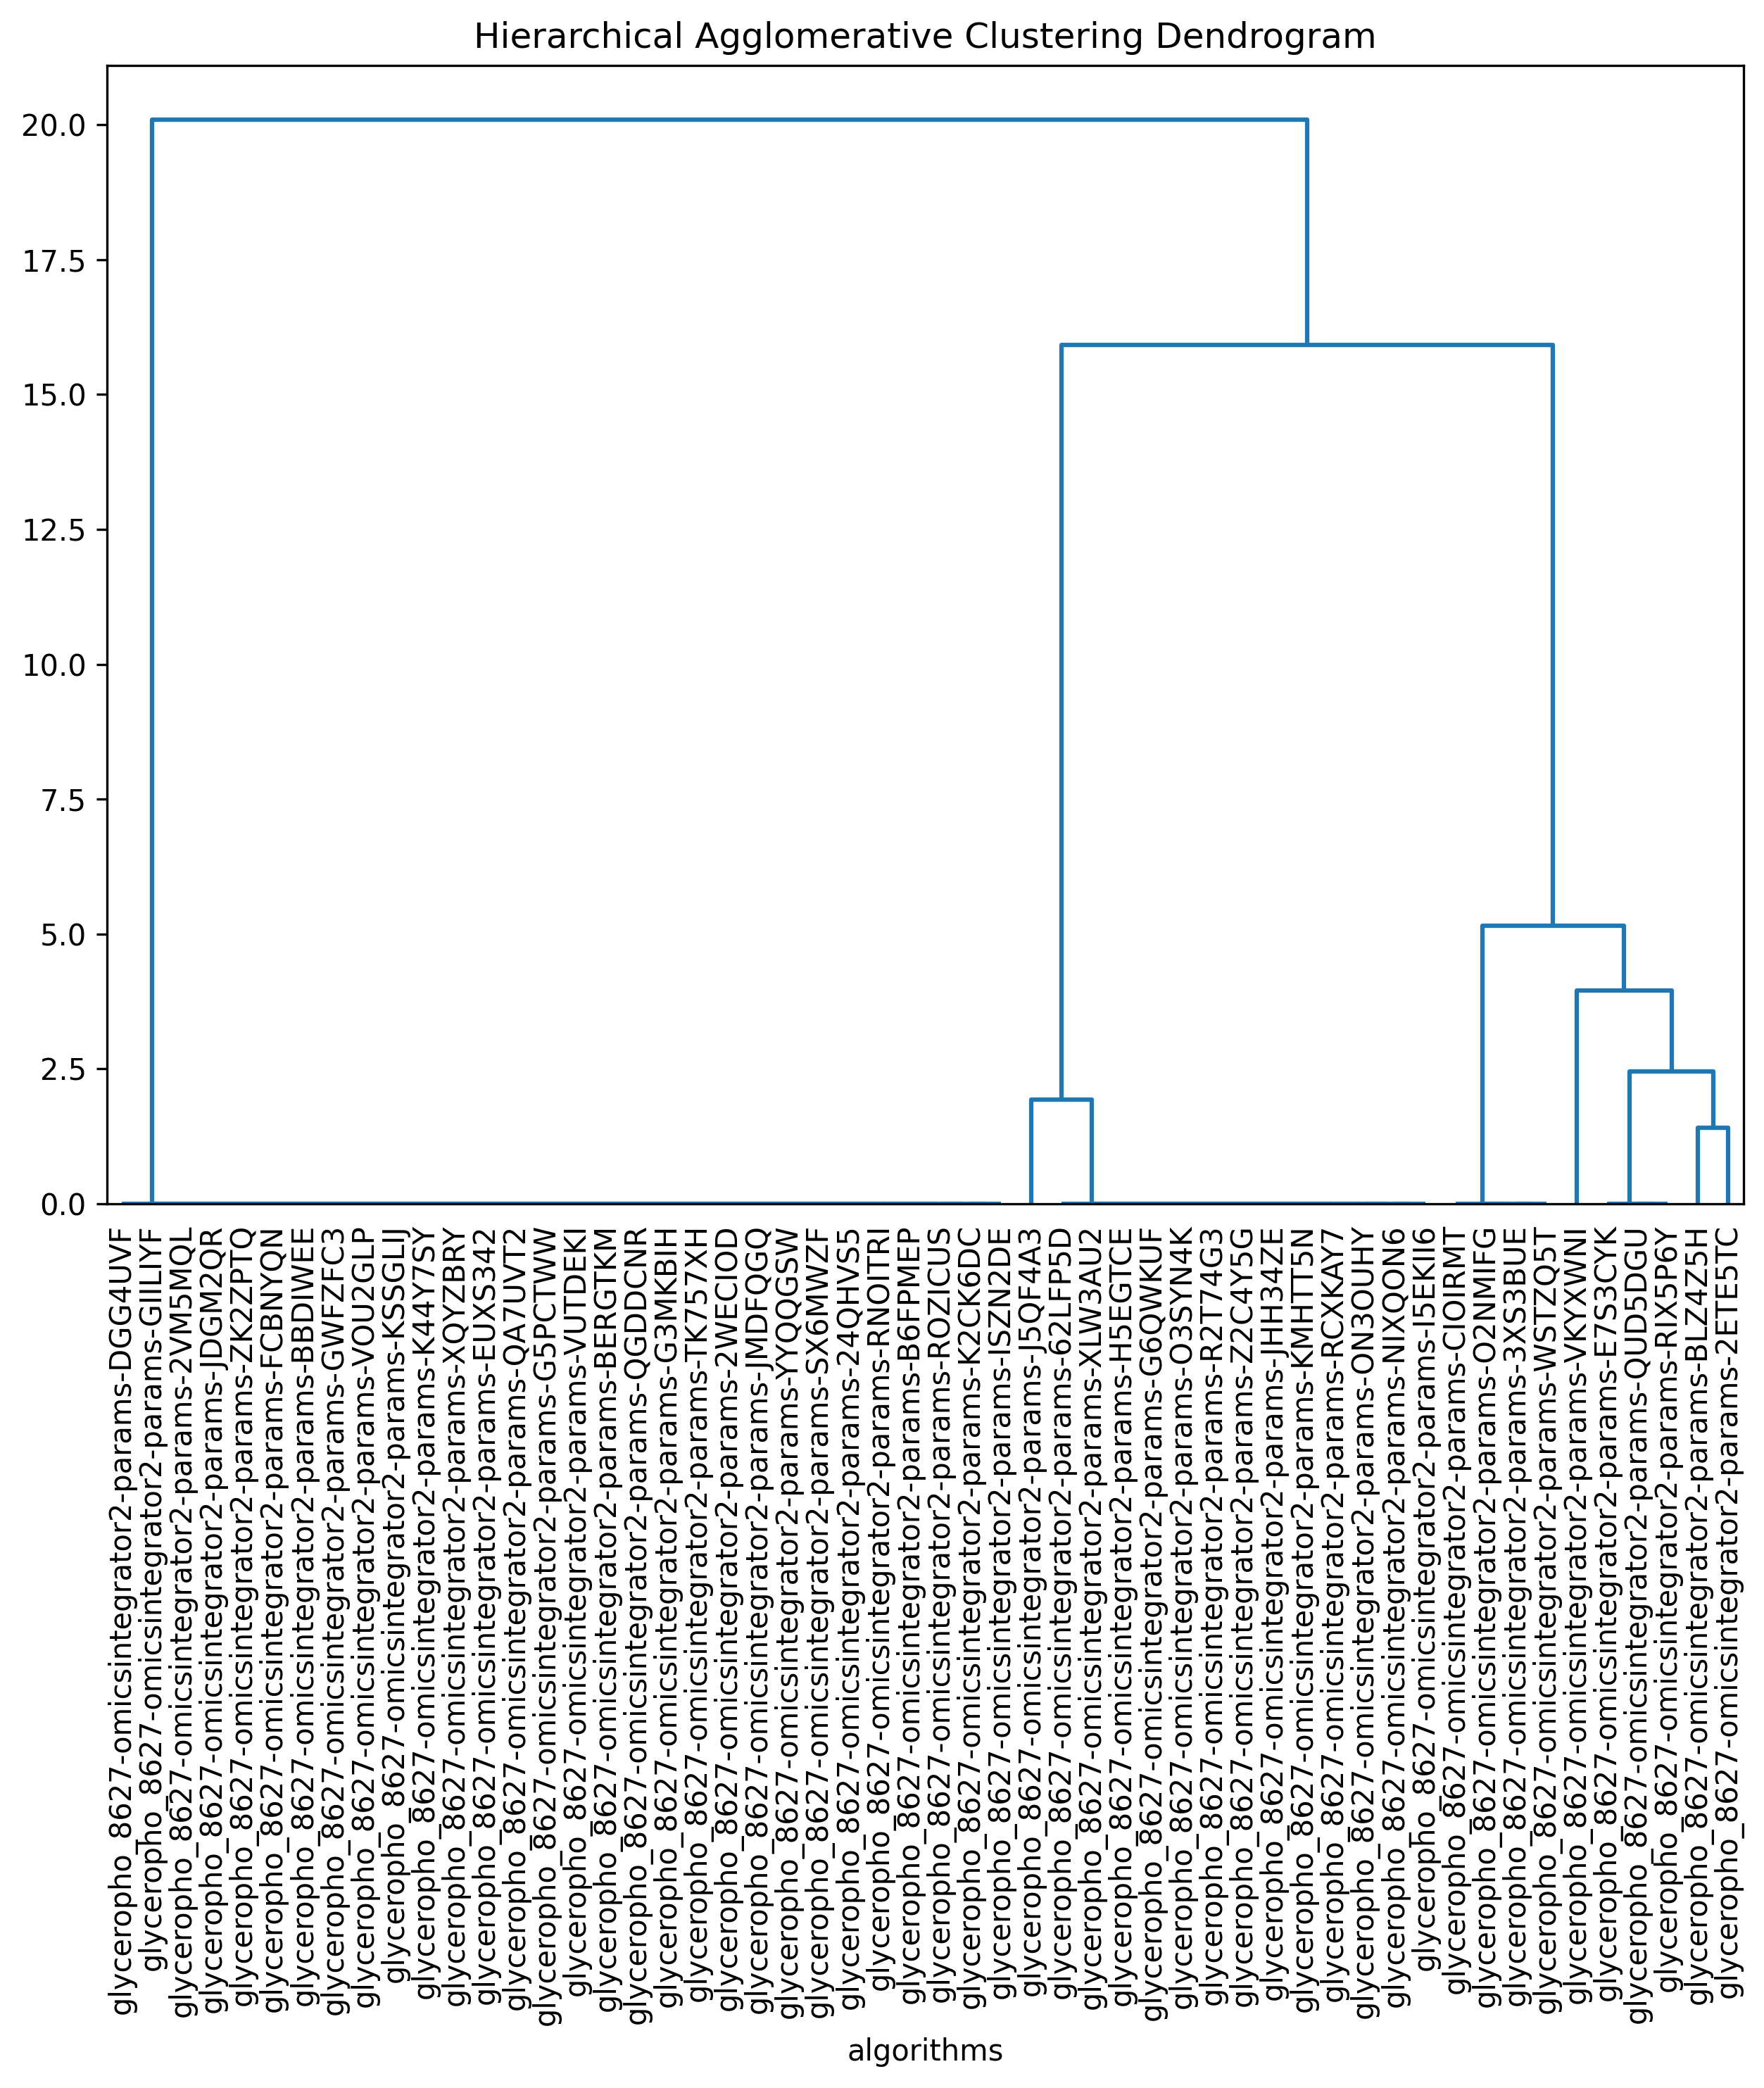 Hierarchical Agglomerative Clustering Dendrogram
20.0
17.5
15.0
12.5
10.0
7.5
5.0
2.5
0.0
glyceropho_8627-omicsintegrator2-params-DGG4UVF
glyceropho_8627-omicsintegrator2-params-GIILIYF
glyceropho_8627-omicsintegrator2-params-2VM5MQL
glyceropho_8627-omicsintegrator2-params-JDGM2QR
glyceropho_8627-omicsintegrator2-params-ZK2ZPTQ
glyceropho_8627-omicsintegrator2-params-FCBNYQN
glyceropho_8627-omicsintegrator2-params-BBDIWEE
glyceropho_8627-omicsintegrator2-params-GWFZFC3
glyceropho_8627-omicsintegrator2-params-VOU2GLP
glyceropho_8627-omicsintegrator2-params-KSSGLIJ
glyceropho_8627-omicsintegrator2-params-K44Y7SY
glyceropho_8627-omicsintegrator2-params-XQYZBRY
glyceropho_8627-omicsintegrator2-params-EUXS342
glyceropho_8627-omicsintegrator2-params-QA7UVT2
glyceropho_8627-omicsintegrator2-params-G5PCTWW
glyceropho_8627-omicsintegrator2-params-VUTDEKI
glyceropho_8627-omicsintegrator2-params-BERGTKM
glyceropho_8627-omicsintegrator2-params-QGDDCNR
glyceropho_8627-omicsintegrator2-params-G3MKBIH
glyceropho_8627-omicsintegrator2-params-TK757XH
glyceropho_8627-omicsintegrator2-params-2WECIOD
glyceropho_8627-omicsintegrator2-params-JMDFQGQ
glyceropho_8627-omicsintegrator2-params-YYQQGSW
glyceropho_8627-omicsintegrator2-params-SX6MWZF
glyceropho_8627-omicsintegrator2-params-24QHVS5
glyceropho_8627-omicsintegrator2-params-RNOITRI
glyceropho_8627-omicsintegrator2-params-B6FPMEP
glyceropho_8627-omicsintegrator2-params-ROZICUS
glyceropho_8627-omicsintegrator2-params-K2CK6DC
glyceropho_8627-omicsintegrator2-params-ISZN2DE
glyceropho_8627-omicsintegrator2-params-J5QF4A3
glyceropho_8627-omicsintegrator2-params-62LFP5D
glyceropho_8627-omicsintegrator2-params-XLW3AU2
glyceropho_8627-omicsintegrator2-params-H5EGTCE
glyceropho_8627-omicsintegrator2-params-G6QWKUF
glyceropho_8627-omicsintegrator2-params-O3SYN4K
glyceropho_8627-omicsintegrator2-params-R2T74G3
glyceropho_8627-omicsintegrator2-params-Z2C4Y5G
glyceropho_8627-omicsintegrator2-params-JHH34ZE
glyceropho_8627-omicsintegrator2-params-KMHTT5N
glyceropho_8627-omicsintegrator2-params-RCXKAY7
glyceropho_8627-omicsintegrator2-params-ON3OUHY
glyceropho_8627-omicsintegrator2-params-NIXQON6
glyceropho_8627-omicsintegrator2-params-I5EKII6
glyceropho_8627-omicsintegrator2-params-CIOIRMT
glyceropho_8627-omicsintegrator2-params-O2NMIFG
glyceropho_8627-omicsintegrator2-params-3XS3BUE
glyceropho_8627-omicsintegrator2-params-WSTZQ5T
glyceropho_8627-omicsintegrator2-params-VKYXWNI
glyceropho_8627-omicsintegrator2-params-E7S3CYK
glyceropho_8627-omicsintegrator2-params-QUD5DGU
glyceropho_8627-omicsintegrator2-params-RIX5P6Y
glyceropho_8627-omicsintegrator2-params-BLZ4Z5H
glyceropho_8627-omicsintegrator2-params-2ETE5TC
algorithms